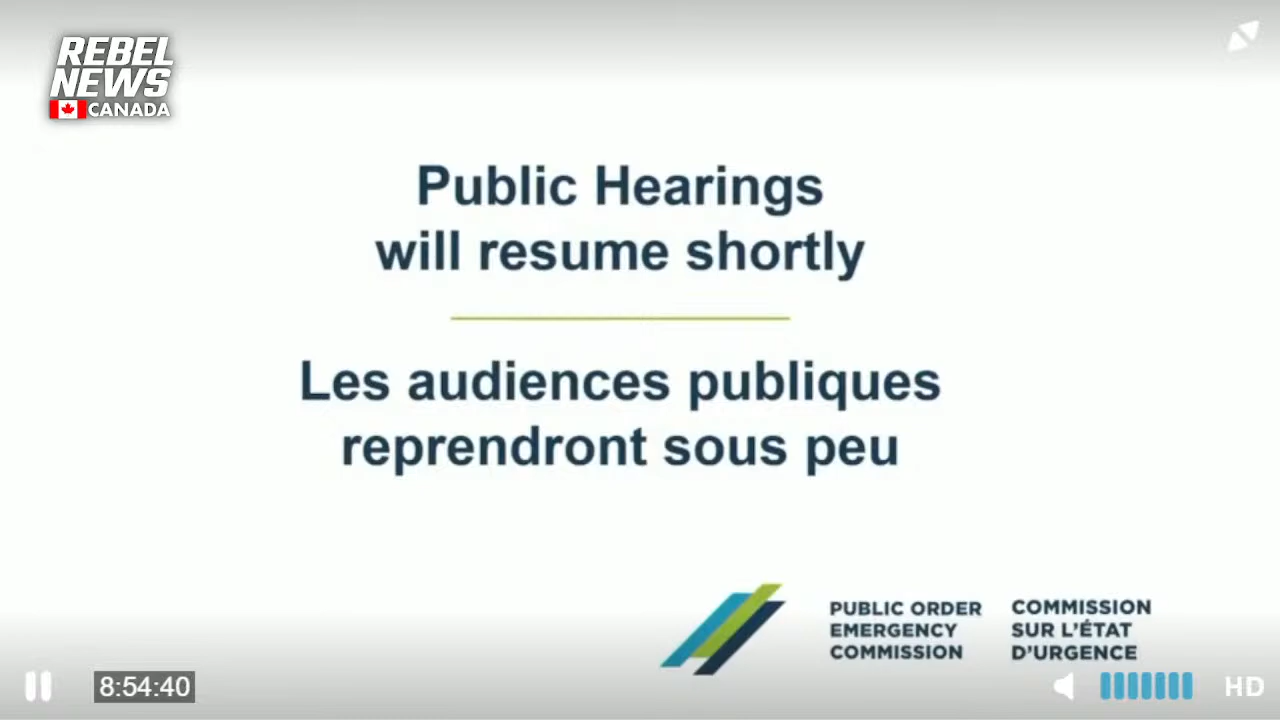 REBEL
NEWS
CANADA
Public Hearings
will resume shortly
Les audiences publiques
reprendront sous peu
PUBLIC ORDER
EMERGENCY
COMMISSION
COMMISSION
SUR L'ÉTAT
D'URGENCE
8:54:40
HD